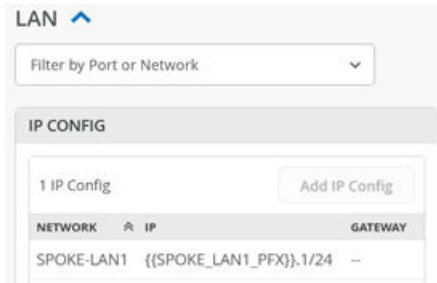 LAN
Filter by Port or Network
IP CONFIG
1 IP Config Add IP Config
NETWORK IP GATEWAY
SPOKE-LAN1 {{SPOKE_LAN1_PFX}}.1/24 --